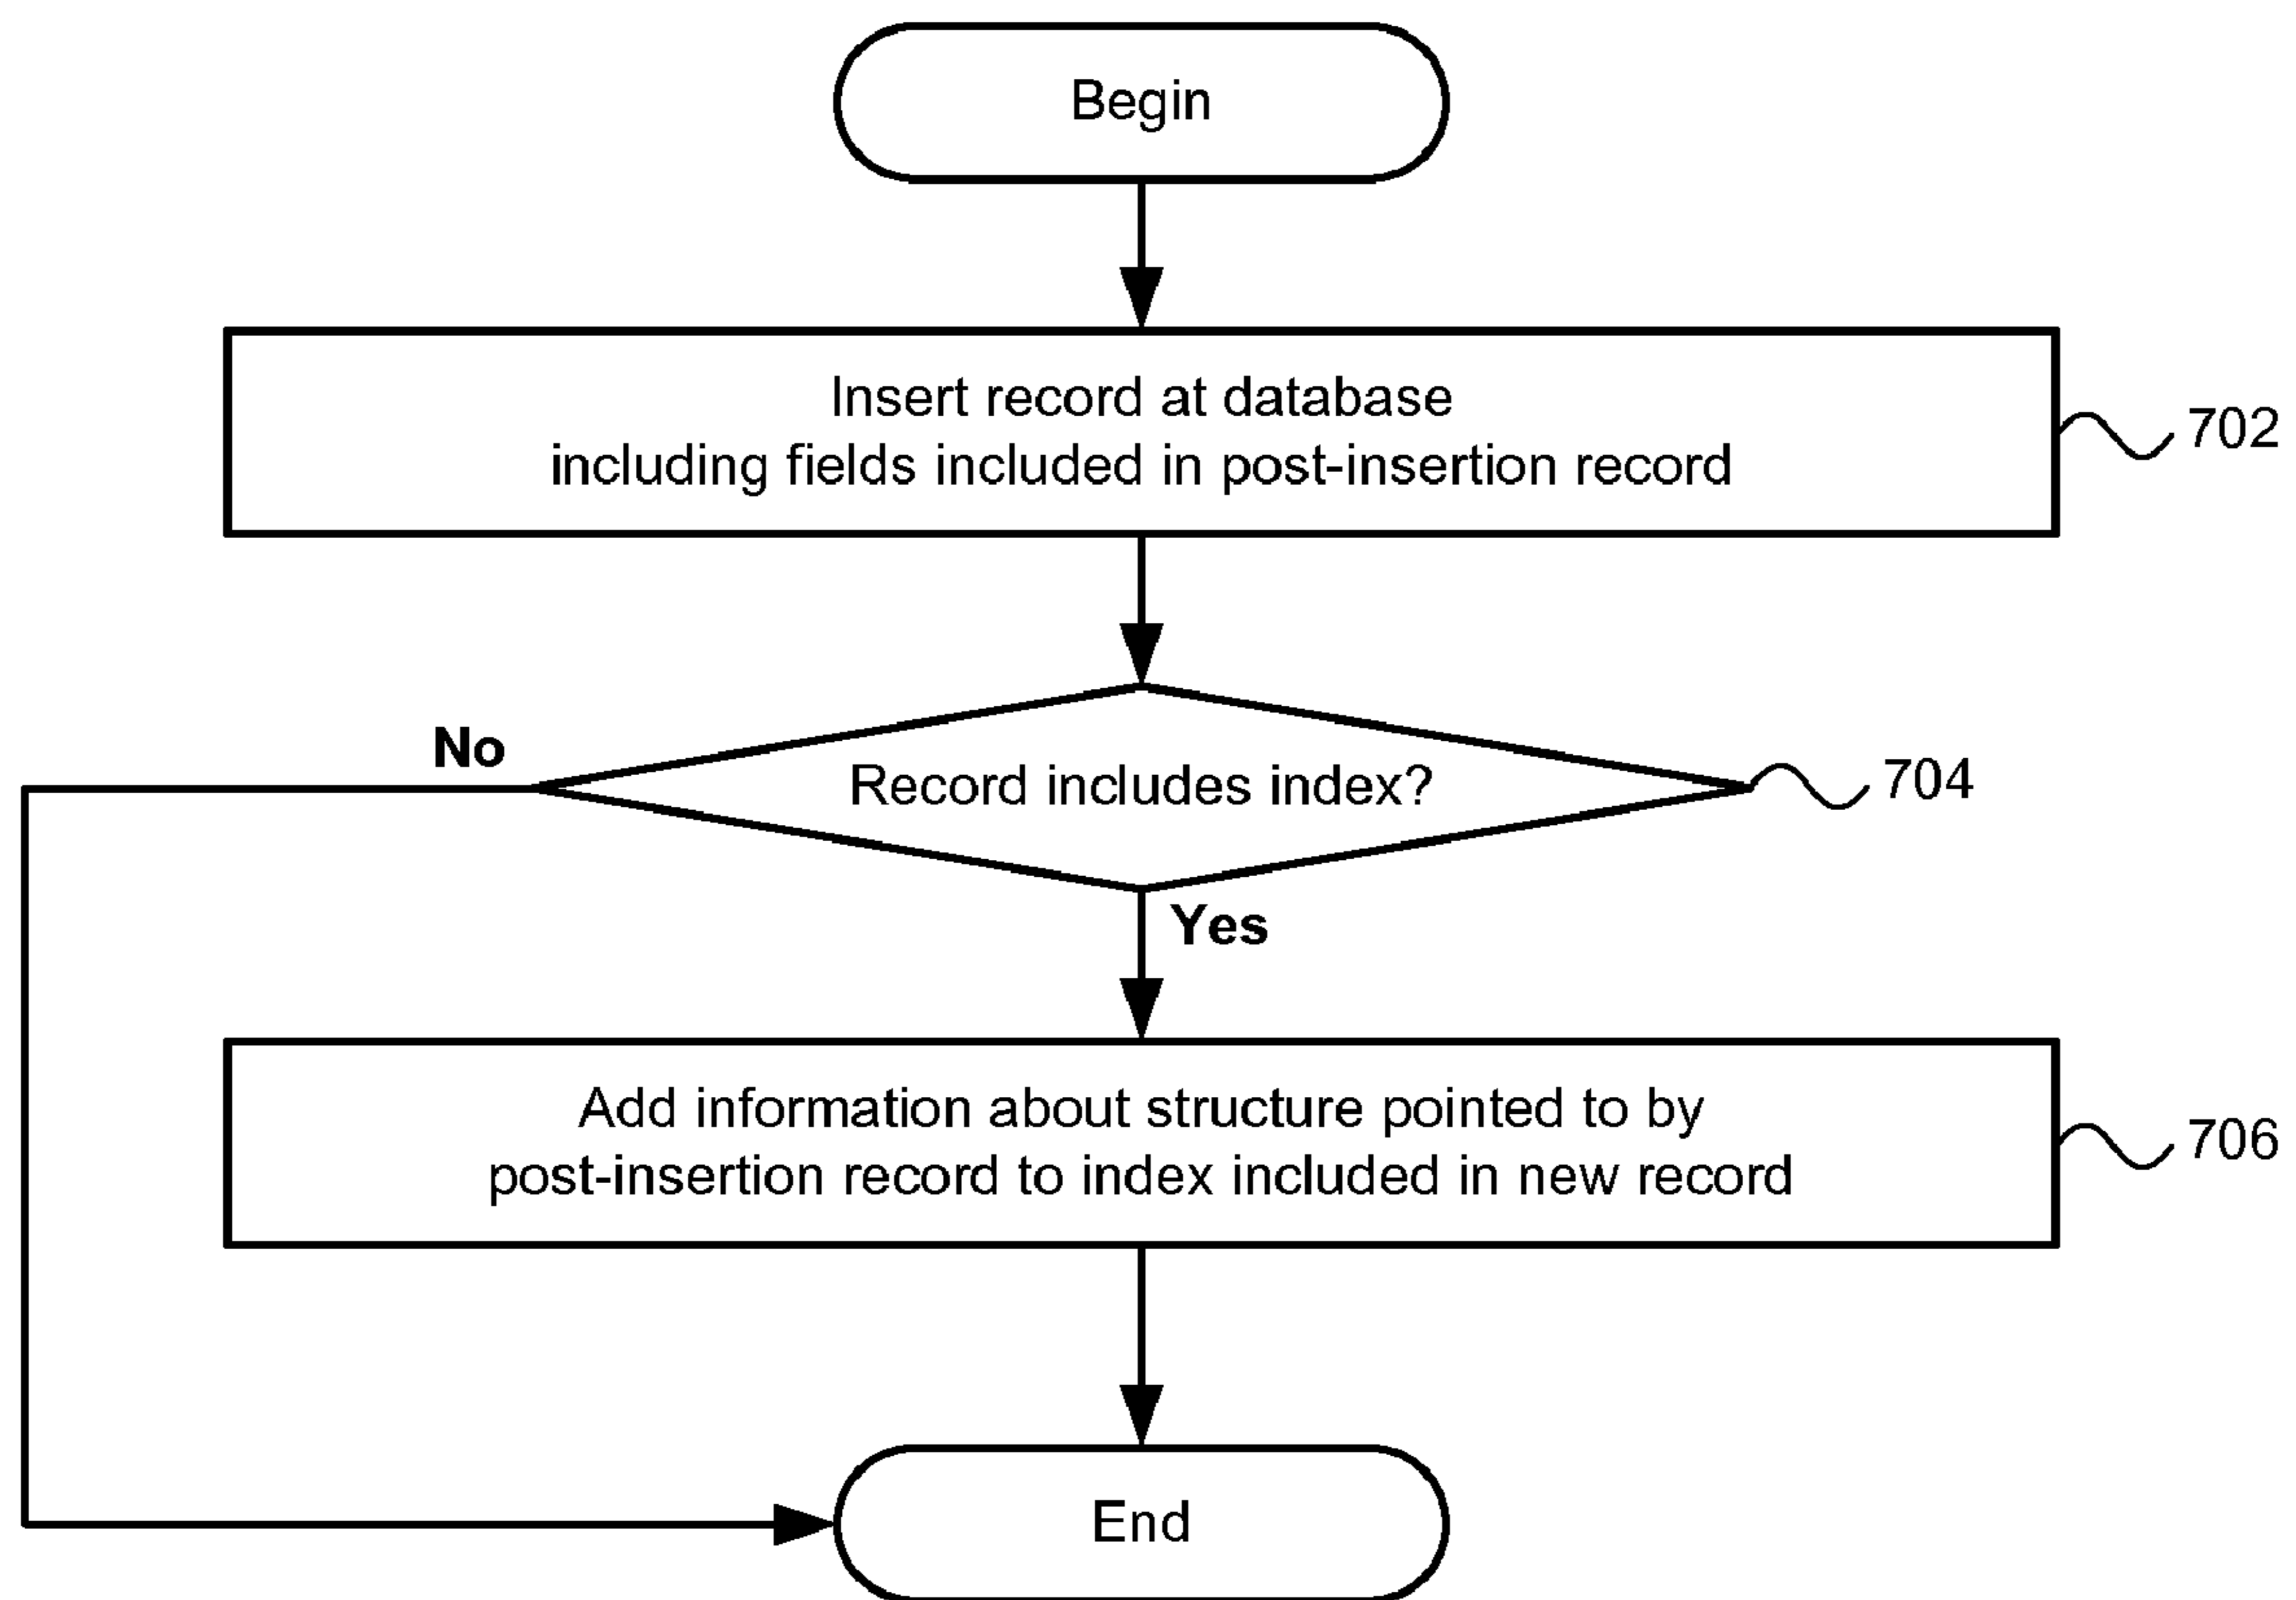 Begin
Insert record at database
including fields included in post-insertion record
702
No
Record includes index?
704
Yes
Add information about structure pointed to by
post-insertion record to index included in new record
706
End